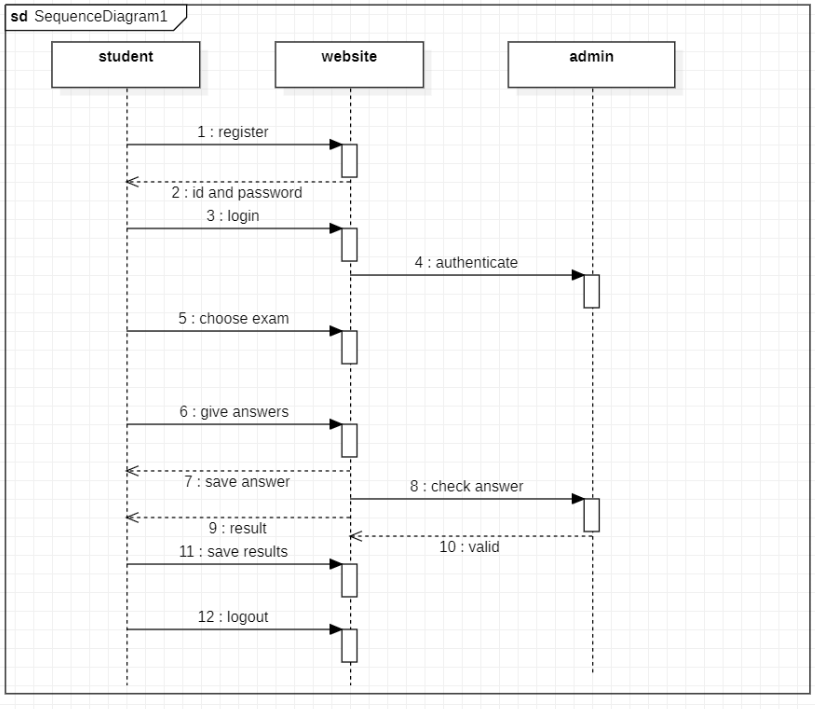 sd SequenceDiagram1
student
website
admin
1 : register
2 : id and password
3 : login
4 : authenticate
5 : choose exam
6 : give answers
7 : save answer
8 : check answer
9 : result
10 : valid
11 : save results
12 : logout